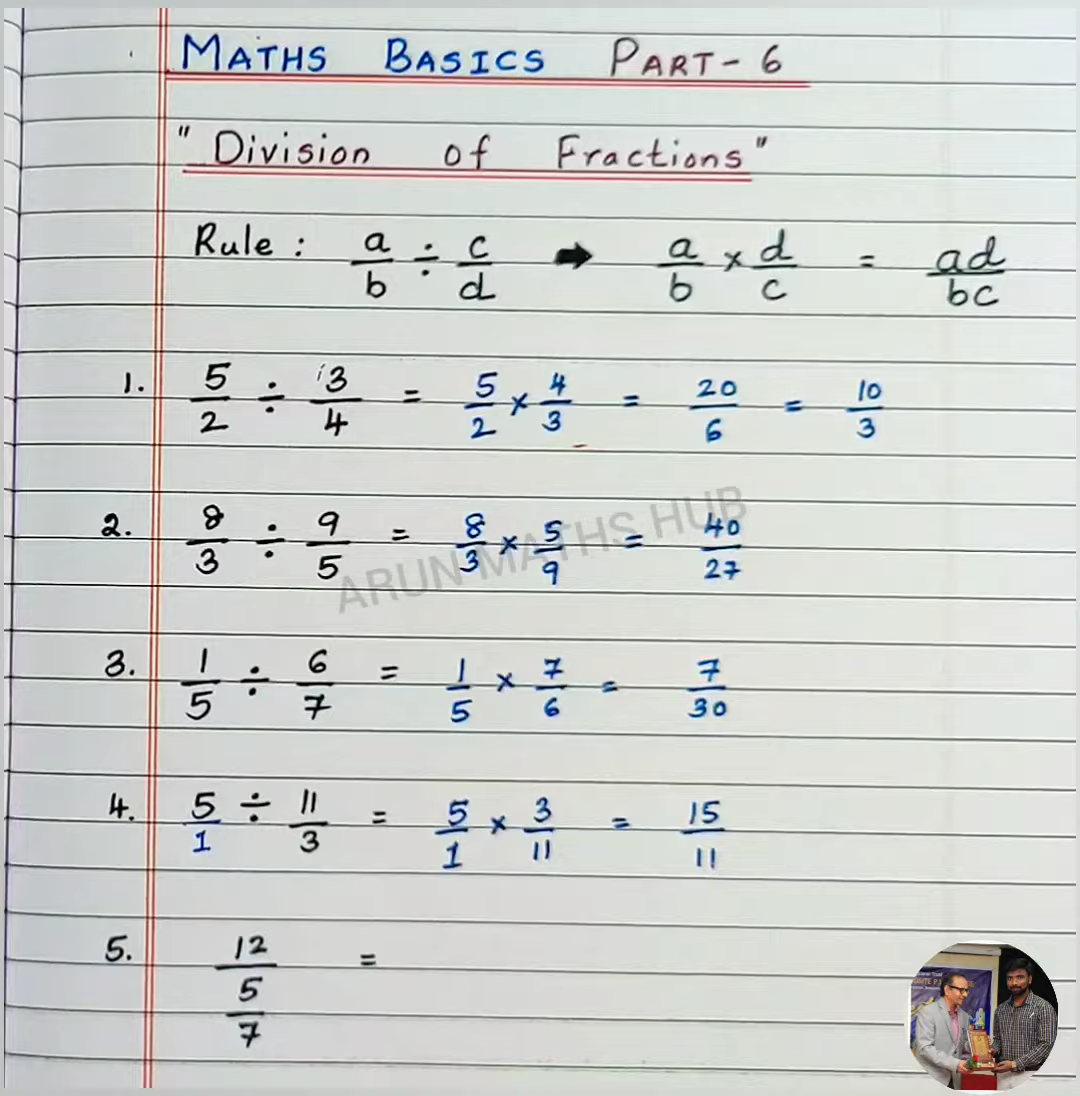 MATHS BASICS PART-6
"Division of Fractions"
Rule : a/b ÷ c/d ➡ a/b × d/c = ad/bc
1. 5/2 ÷ 3/4 = 5/2 × 4/3 = 20/6 = 10/3
2. 8/3 ÷ 9/5 = 8/3 × 5/9 = 40/27
ARUN MATHS HUB
3. 1/5 ÷ 6/7 = 1/5 × 7/6 = 7/30
4. 5/1 ÷ 11/3 = 5/1 × 3/11 = 15/11
5. 12/(5/7) =